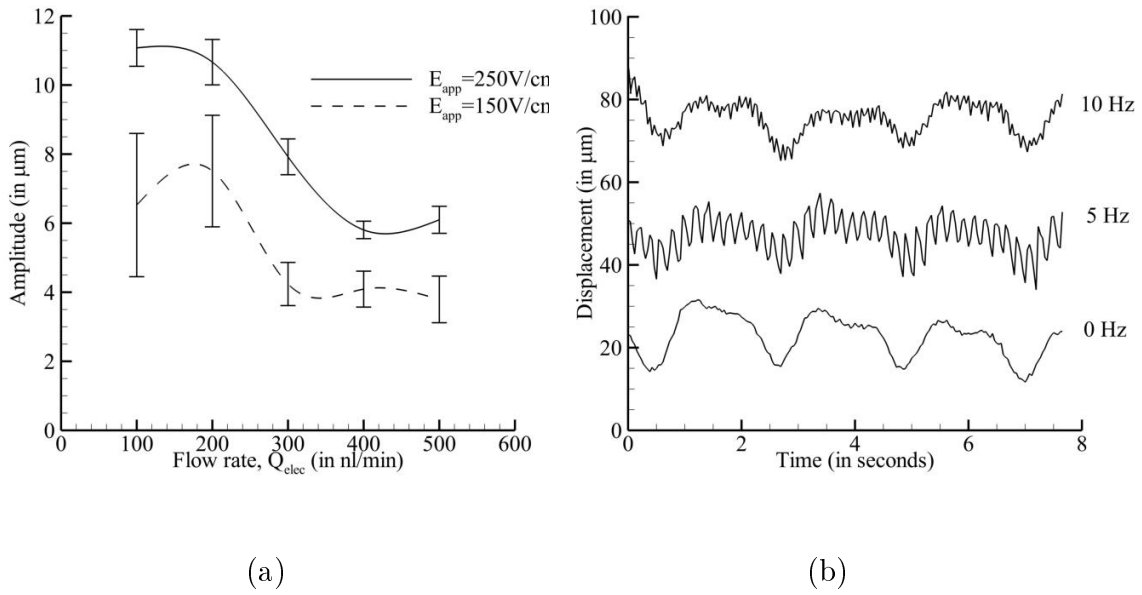 12
10
8
6
4
2
0
0 100 200 300 400 500 600
Amplitude (in μm)
Flow rate, Q_elec (in nl/min)
E_app=250V/cn
E_app=150V/cn
100
80
60
40
20
0
0 2 4 6 8
Displacement (in μm)
Time (in seconds)
10 Hz
5 Hz
0 Hz
(a) (b)